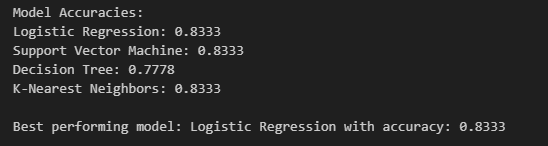 Model Accuracies:
Logistic Regression: 0.8333
Support Vector Machine: 0.8333
Decision Tree: 0.7778
K-Nearest Neighbors: 0.8333
Best performing model: Logistic Regression with accuracy: 0.8333